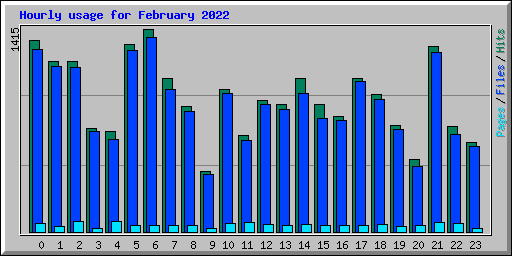 Hourly usage for February 2022
1415
Pages/Files/Hits
0 1 2 3 4 5 6 7 8 9 10 11 12 13 14 15 16 17 18 19 20 21 22 23